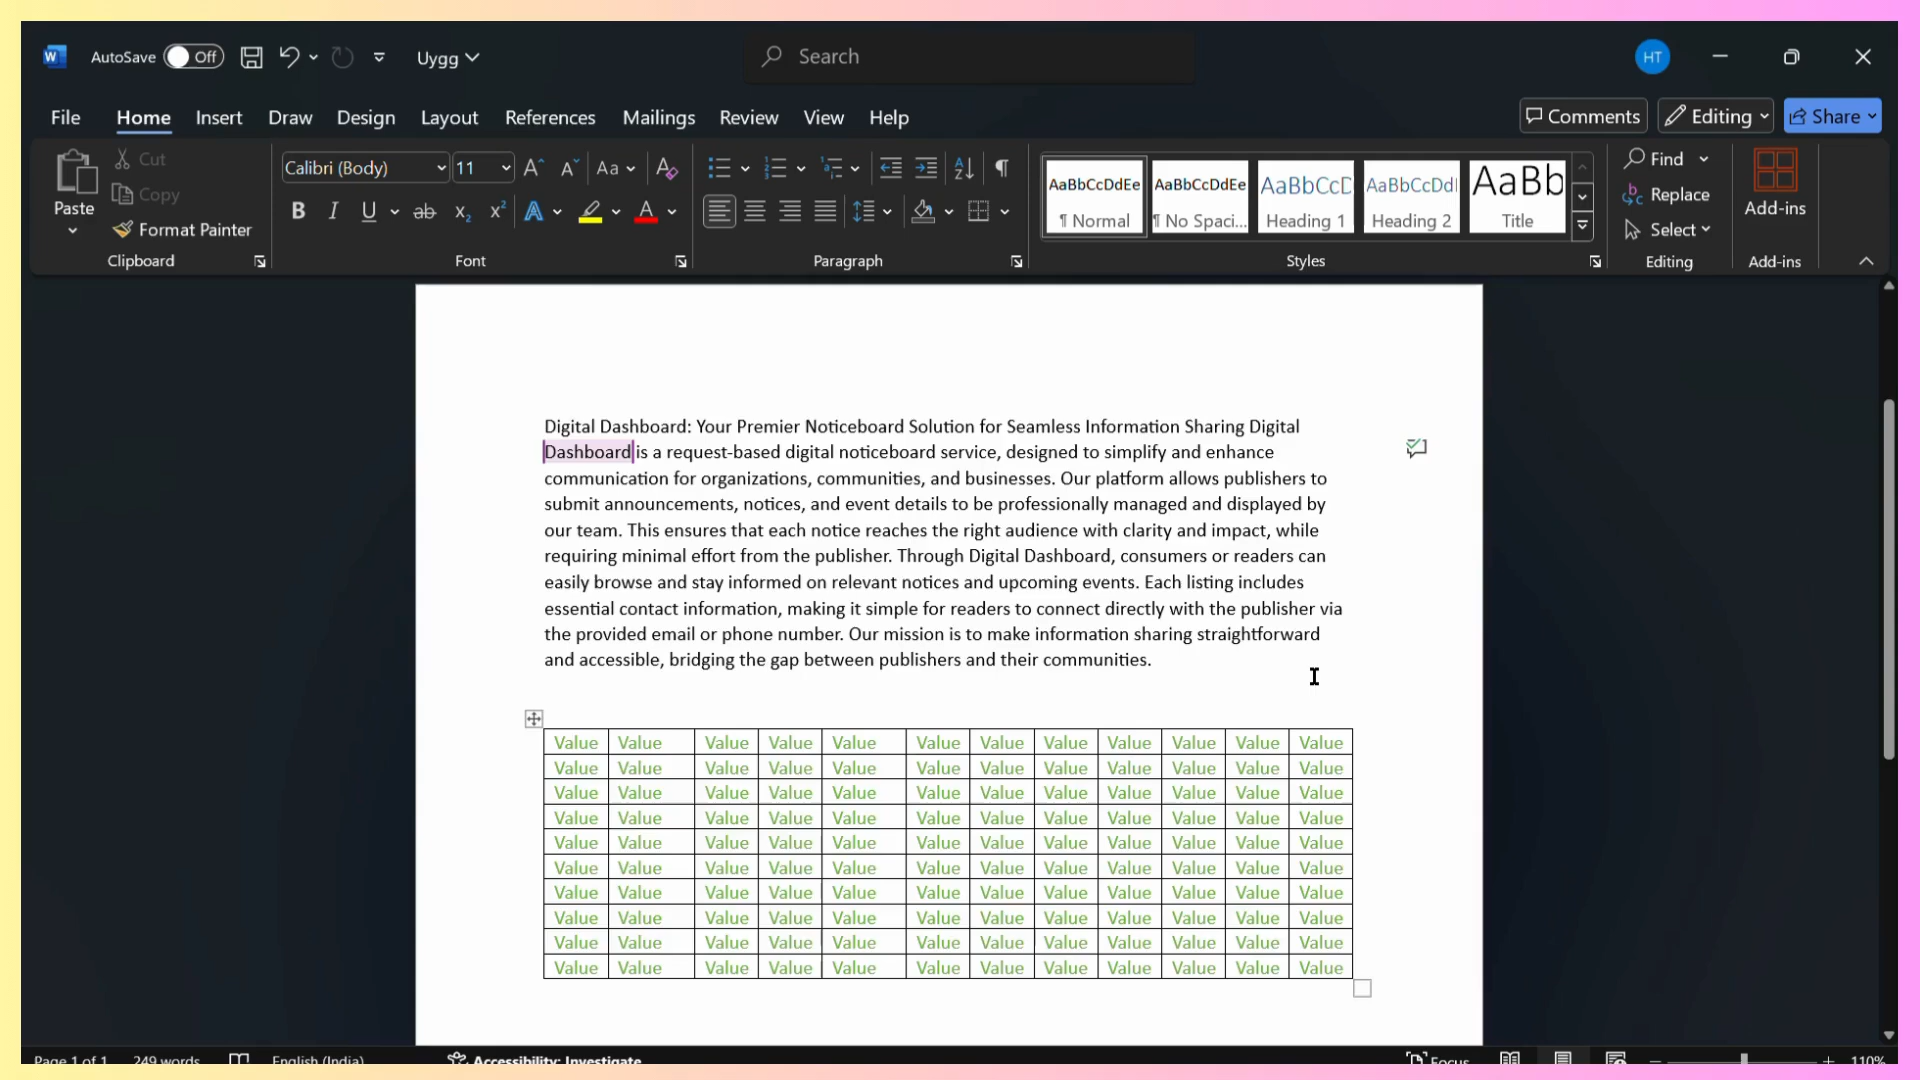 AutoSave Off Uygg Search HT
File Home Insert Draw Design Layout References Mailings Review View Help Comments Editing Share
Paste Cut Copy Format Painter Clipboard
Calibri (Body) 11 Aa
B I U ab x₂ x² A A
Font
Paragraph
AaBbCcDdEe AaBbCcDdEe AaBbCcD AaBbCcDdI AaBb
¶ Normal ¶ No Spaci... Heading 1 Heading 2 Title
Styles
Find
Replace
Select
Editing
Add-ins
Add-ins
Digital Dashboard: Your Premier Noticeboard Solution for Seamless Information Sharing Digital
Dashboard is a request-based digital noticeboard service, designed to simplify and enhance
communication for organizations, communities, and businesses. Our platform allows publishers to
submit announcements, notices, and event details to be professionally managed and displayed by
our team. This ensures that each notice reaches the right audience with clarity and impact, while
requiring minimal effort from the publisher. Through Digital Dashboard, consumers or readers can
easily browse and stay informed on relevant notices and upcoming events. Each listing includes
essential contact information, making it simple for readers to connect directly with the publisher via
the provided email or phone number. Our mission is to make information sharing straightforward
and accessible, bridging the gap between publishers and their communities.
Value Value Value Value Value Value Value Value Value Value Value Value
Value Value Value Value Value Value Value Value Value Value Value Value
Value Value Value Value Value Value Value Value Value Value Value Value
Value Value Value Value Value Value Value Value Value Value Value Value
Value Value Value Value Value Value Value Value Value Value Value Value
Value Value Value Value Value Value Value Value Value Value Value Value
Value Value Value Value Value Value Value Value Value Value Value Value
Value Value Value Value Value Value Value Value Value Value Value Value
Value Value Value Value Value Value Value Value Value Value Value Value
Value Value Value Value Value Value Value Value Value Value Value Value
Page 1 of 1 249 words English (India) Accessibility: Investigate Focus 110%